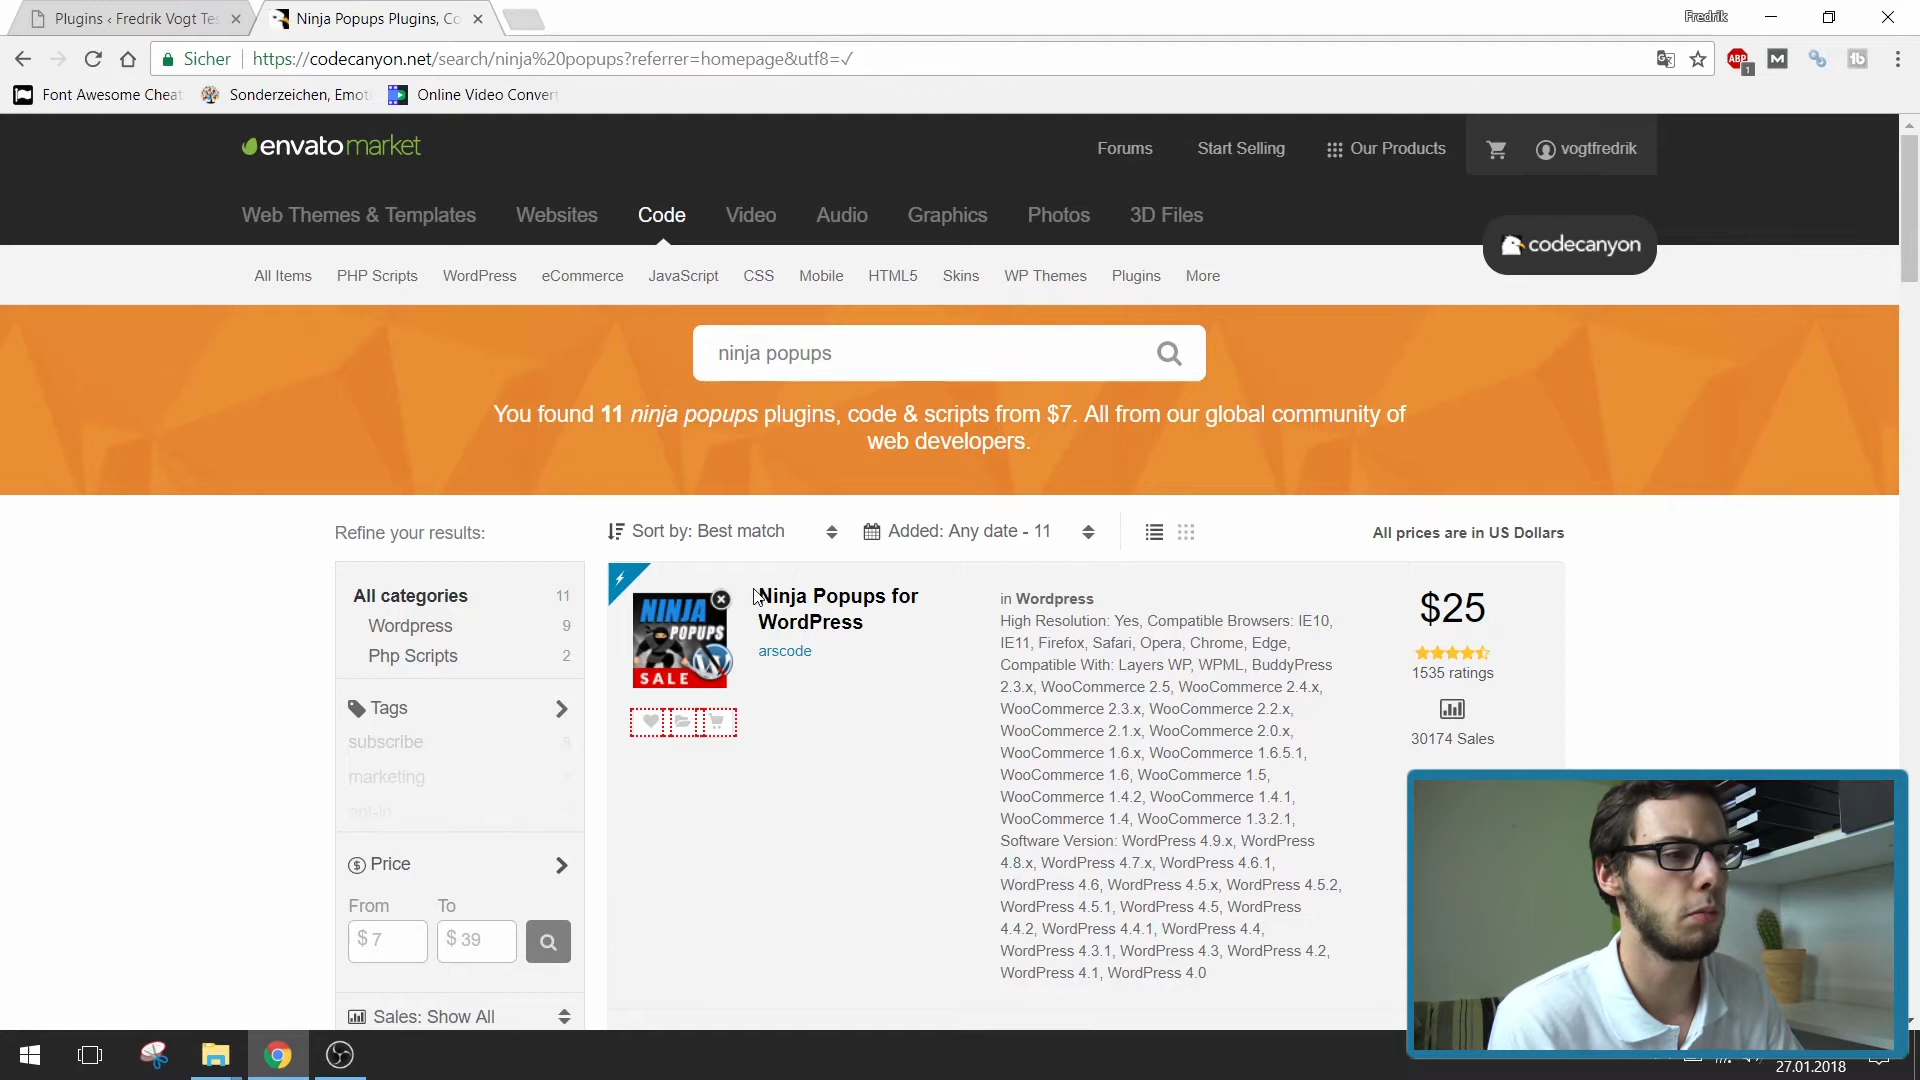 Plugins ‹ Fredrik Vogt Tes
Ninja Popups Plugins, Co
Fredrik
Sicher
https://codecanyon.net/search/ninja%20popups?referrer=homepage&utf8=✓
ABP
1
M
tb
Font Awesome Cheat
Sonderzeichen, Emot
Online Video Convert
envato market
Forums
Start Selling
Our Products
vogtfredrik
Web Themes & Templates
Websites
Code
Video
Audio
Graphics
Photos
3D Files
codecanyon
All Items
PHP Scripts
WordPress
eCommerce
JavaScript
CSS
Mobile
HTML5
Skins
WP Themes
Plugins
More
ninja popups
You found 11 ninja popups plugins, code & scripts from $7. All from our global community of
web developers.
Refine your results:
Sort by: Best match
Added: Any date - 11
All prices are in US Dollars
All categories 11
Wordpress 9
Php Scripts 2
Tags
subscribe
marketing
opt-in
Price
From
To
$ 7
$ 39
Sales: Show All
NINJA
POPUPS
SALE
Ninja Popups for
WordPress
arscode
in Wordpress
High Resolution: Yes, Compatible Browsers: IE10,
IE11, Firefox, Safari, Opera, Chrome, Edge,
Compatible With: Layers WP, WPML, BuddyPress
2.3.x, WooCommerce 2.5, WooCommerce 2.4.x,
WooCommerce 2.3.x, WooCommerce 2.2.x,
WooCommerce 2.1.x, WooCommerce 2.0.x,
WooCommerce 1.6.x, WooCommerce 1.6.5.1,
WooCommerce 1.6, WooCommerce 1.5,
WooCommerce 1.4.2, WooCommerce 1.4.1,
WooCommerce 1.4, WooCommerce 1.3.2.1,
Software Version: WordPress 4.9.x, WordPress
4.8.x, WordPress 4.7.x, WordPress 4.6.1,
WordPress 4.6, WordPress 4.5.x, WordPress 4.5.2,
WordPress 4.5.1, WordPress 4.5, WordPress
4.4.2, WordPress 4.4.1, WordPress 4.4,
WordPress 4.3.1, WordPress 4.3, WordPress 4.2,
WordPress 4.1, WordPress 4.0
$25
1535 ratings
30174 Sales
27.01.2018